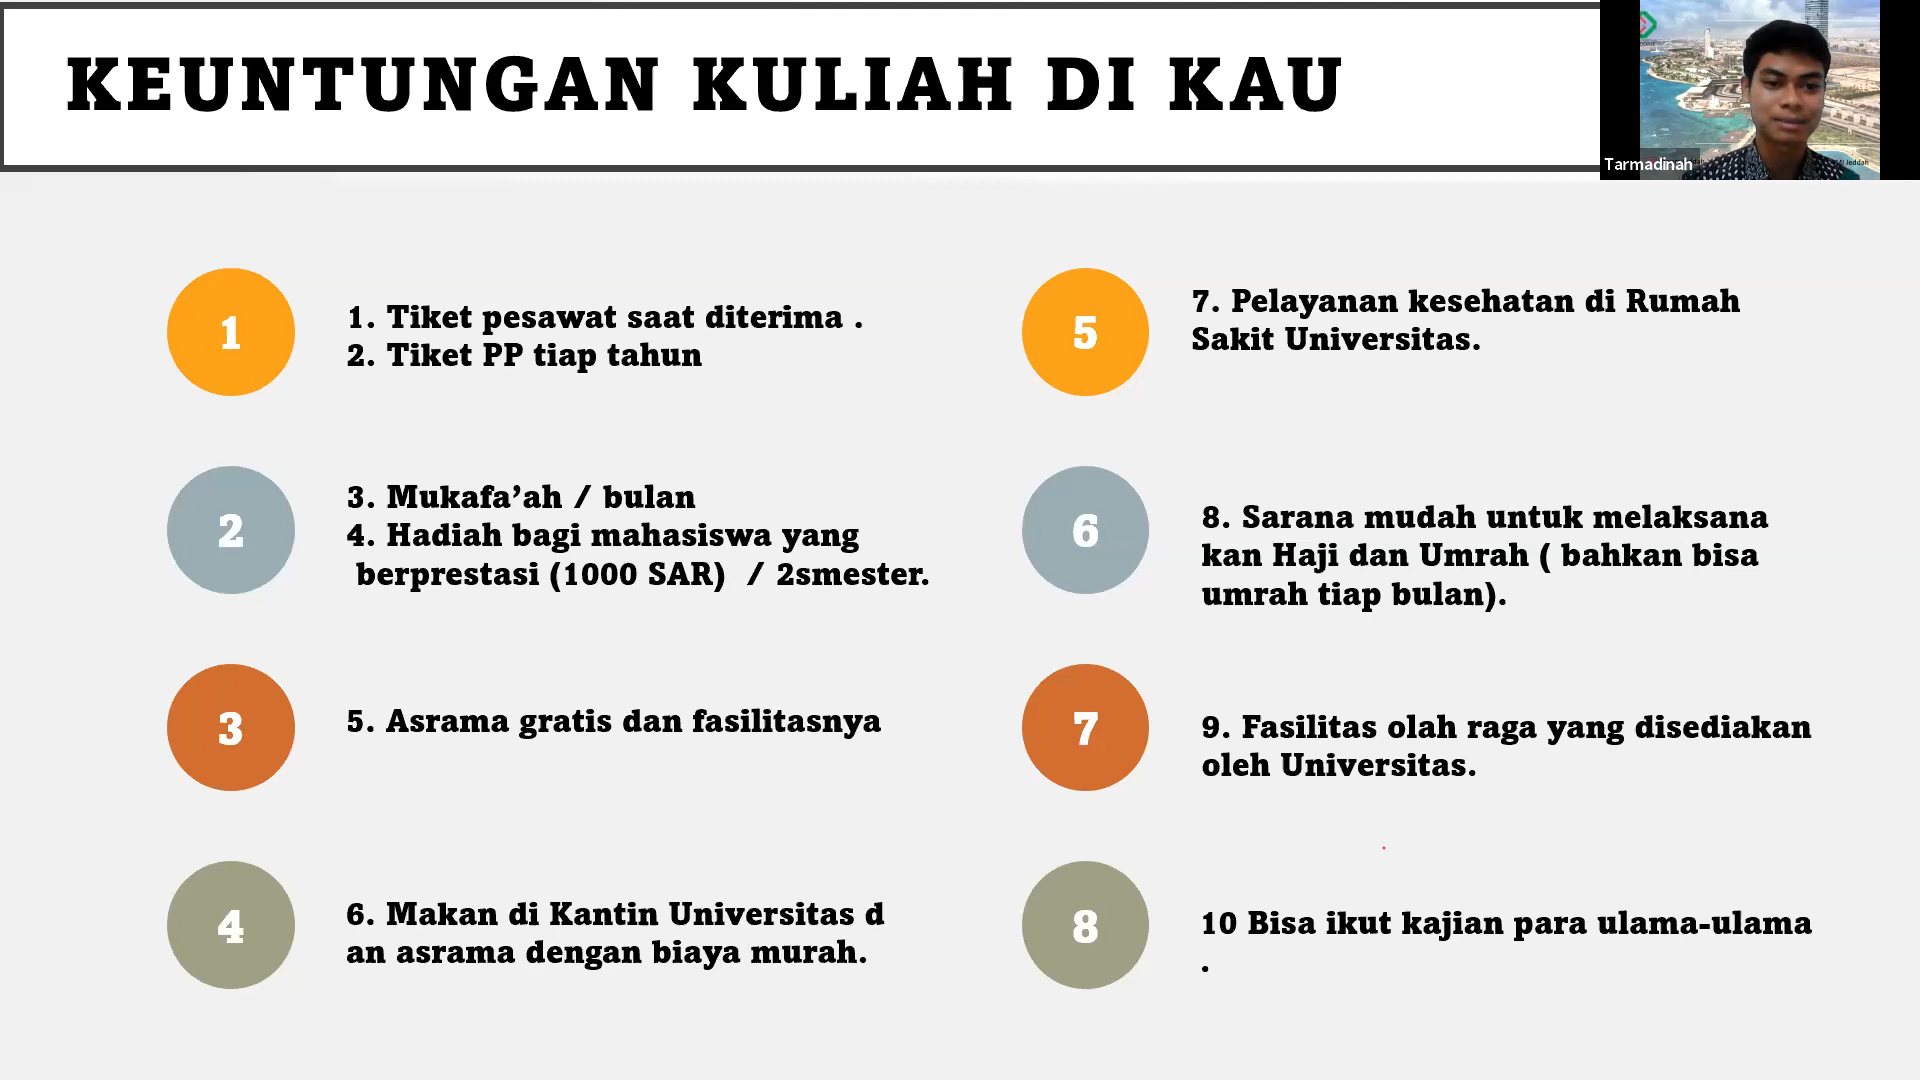 KEUNTUNGAN KULIAH DI KAU
Tarmadinah
Jeddah
1
1. Tiket pesawat saat diterima .
2. Tiket PP tiap tahun
2
3. Mukafa’ah / bulan
4. Hadiah bagi mahasiswa yang
berprestasi (1000 SAR)  / 2smester.
3
5. Asrama gratis dan fasilitasnya
4
6. Makan di Kantin Universitas d
an asrama dengan biaya murah.
5
7. Pelayanan kesehatan di Rumah
Sakit Universitas.
6
8. Sarana mudah untuk melaksana
kan Haji dan Umrah ( bahkan bisa
umrah tiap bulan).
7
9. Fasilitas olah raga yang disediakan
oleh Universitas.
8
10 Bisa ikut kajian para ulama-ulama
.